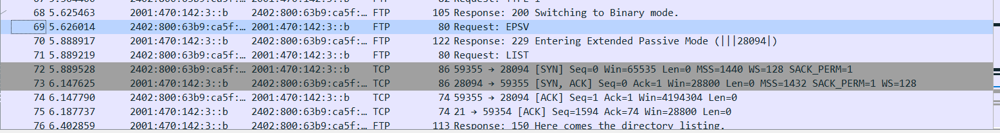 68 5.625463 2001:470:142:3::b 2402:800:63b9:ca5f:… FTP 105 Response: 200 Switching to Binary mode.
69 5.626014 2402:800:63b9:ca5f:… 2001:470:142:3::b FTP 80 Request: EPSV
70 5.888917 2001:470:142:3::b 2402:800:63b9:ca5f:… FTP 122 Response: 229 Entering Extended Passive Mode (|||28094|)
71 5.889219 2402:800:63b9:ca5f:… 2001:470:142:3::b FTP 80 Request: LIST
72 5.889528 2402:800:63b9:ca5f:… 2001:470:142:3::b TCP 86 59355 → 28094 [SYN] Seq=0 Win=65535 Len=0 MSS=1440 WS=128 SACK_PERM=1
73 6.147625 2001:470:142:3::b 2402:800:63b9:ca5f:… TCP 86 28094 → 59355 [SYN, ACK] Seq=0 Ack=1 Win=28800 Len=0 MSS=1432 SACK_PERM=1 WS=128
74 6.147790 2402:800:63b9:ca5f:… 2001:470:142:3::b TCP 74 59355 → 28094 [ACK] Seq=1 Ack=1 Win=4194304 Len=0
75 6.187737 2001:470:142:3::b 2402:800:63b9:ca5f:… TCP 74 21 → 59354 [ACK] Seq=1594 Ack=74 Win=28800 Len=0
76 6.402859 2001:470:142:3::b 2402:800:63b9:ca5f:… FTP 113 Response: 150 Here comes the directory listing.